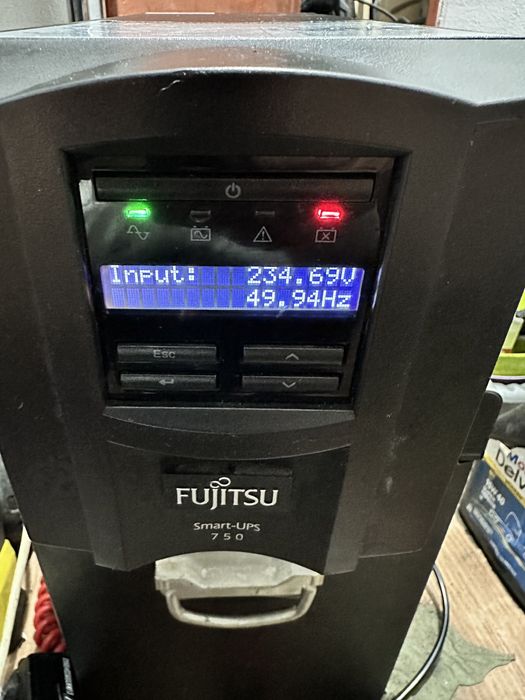 Input: 234.69V
49.94Hz
Esc
FUJITSU
Smart-UPS
750